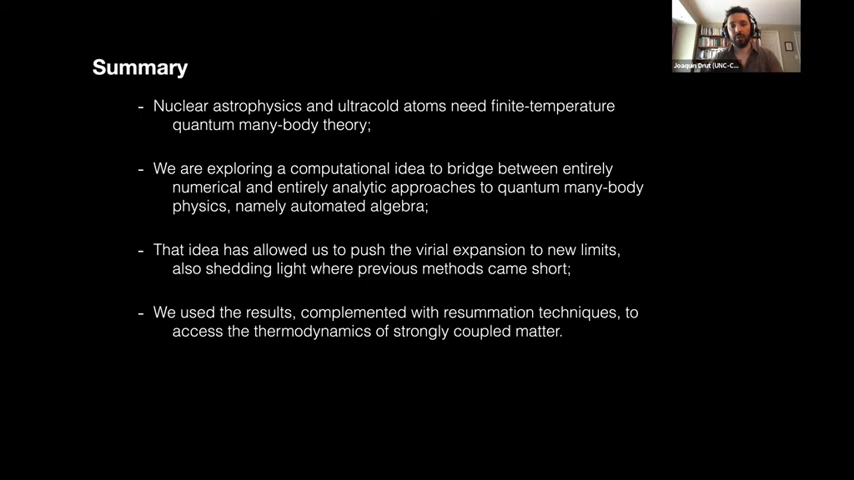 Joaquin Drut (UNC-C...
Summary
- Nuclear astrophysics and ultracold atoms need finite-temperature
quantum many-body theory;
- We are exploring a computational idea to bridge between entirely
numerical and entirely analytic approaches to quantum many-body
physics, namely automated algebra;
- That idea has allowed us to push the virial expansion to new limits,
also shedding light where previous methods came short;
- We used the results, complemented with resummation techniques, to
access the thermodynamics of strongly coupled matter.